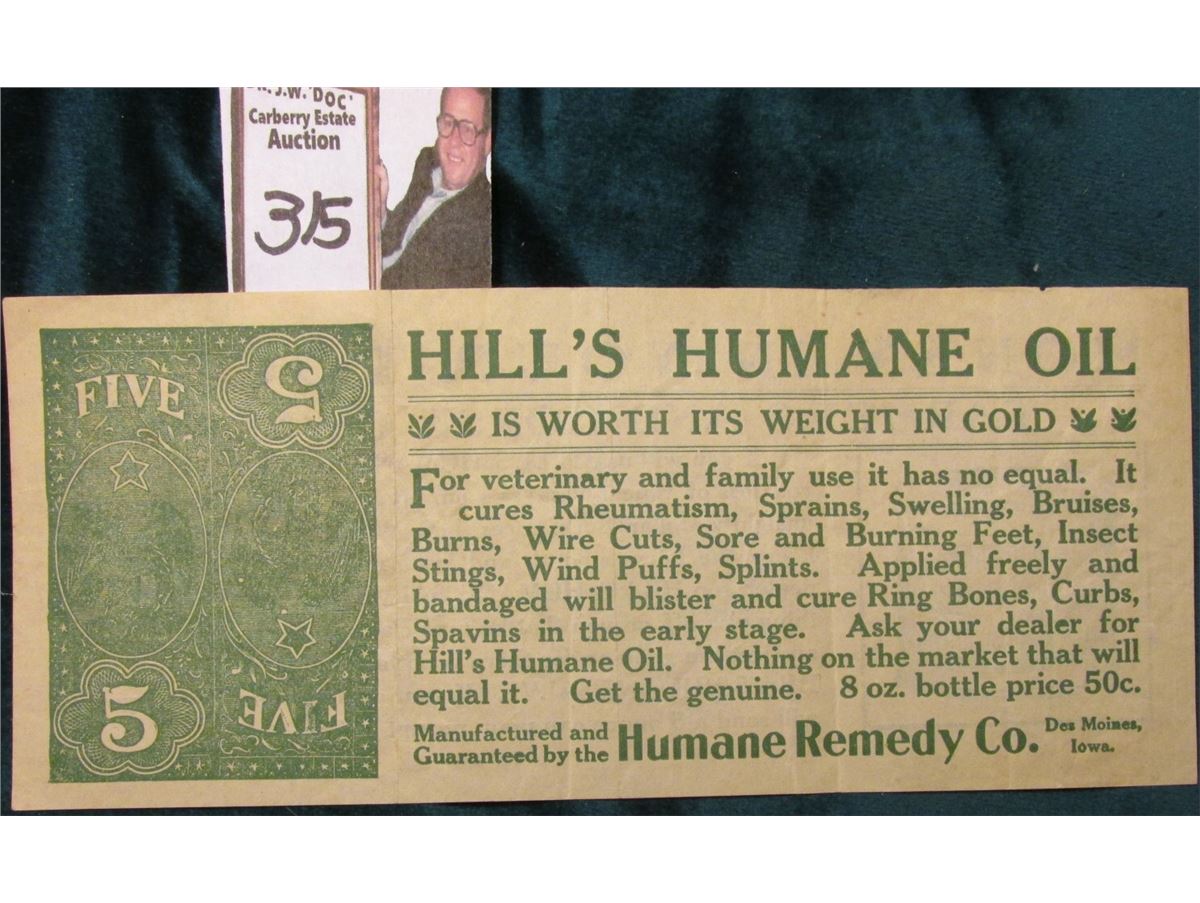 J.W. 'DOC'
Carberry Estate
Auction
315
FIVE
5
5
FIVE
HILL'S HUMANE OIL
IS WORTH ITS WEIGHT IN GOLD
For veterinary and family use it has no equal. It
cures Rheumatism, Sprains, Swelling, Bruises,
Burns, Wire Cuts, Sore and Burning Feet, Insect
Stings, Wind Puffs, Splints. Applied freely and
bandaged will blister and cure Ring Bones, Curbs,
Spavins in the early stage. Ask your dealer for
Hill's Humane Oil. Nothing on the market that will
equal it. Get the genuine. 8 oz. bottle price 50c.
Manufactured and
Guaranteed by the
Humane Remedy Co.
Des Moines,
Iowa.